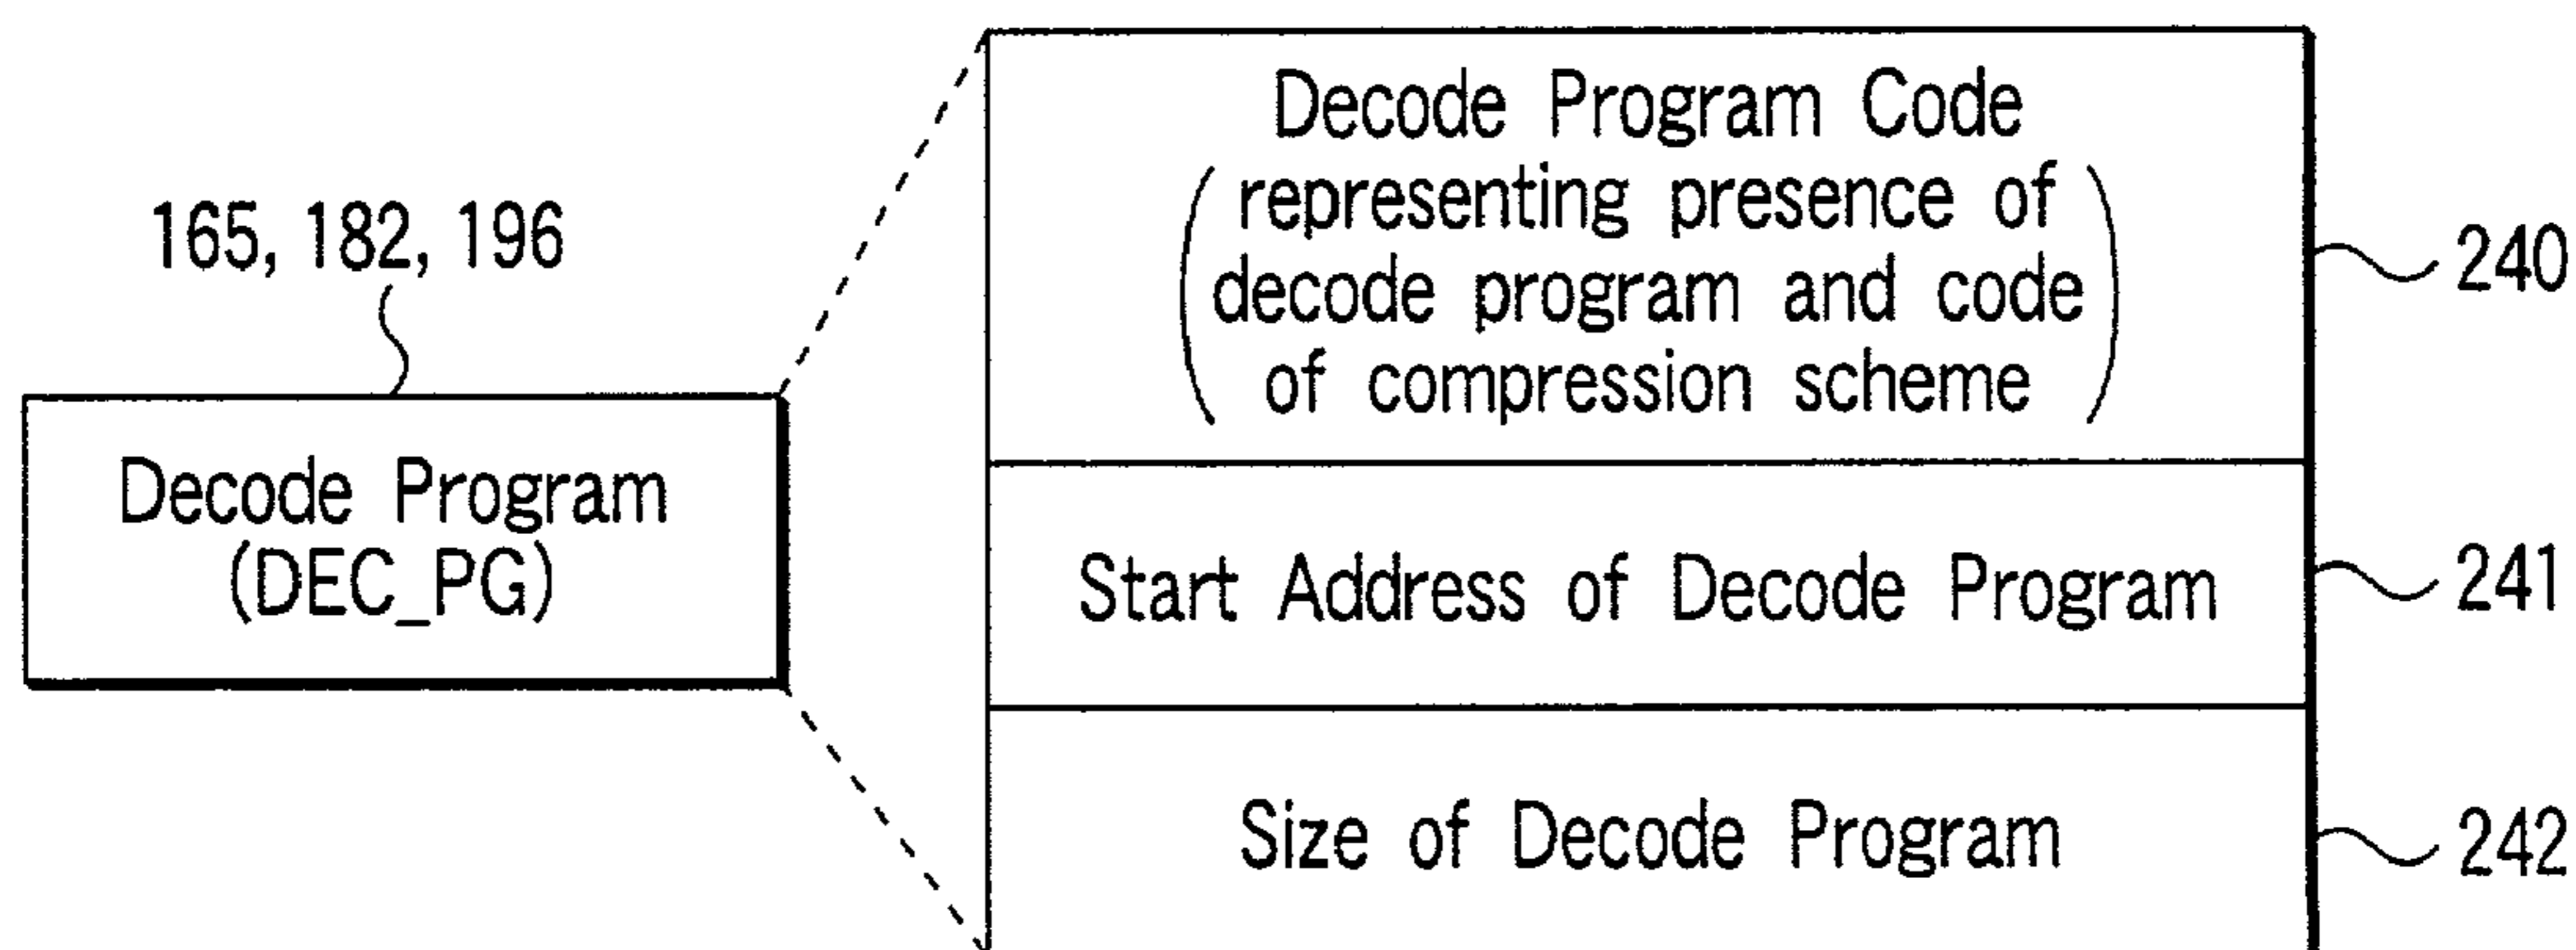 165, 182, 196
Decode Program
(DEC_PG)
Decode Program Code
representing presence of
decode program and code
of compression scheme
240
Start Address of Decode Program
241
Size of Decode Program
242